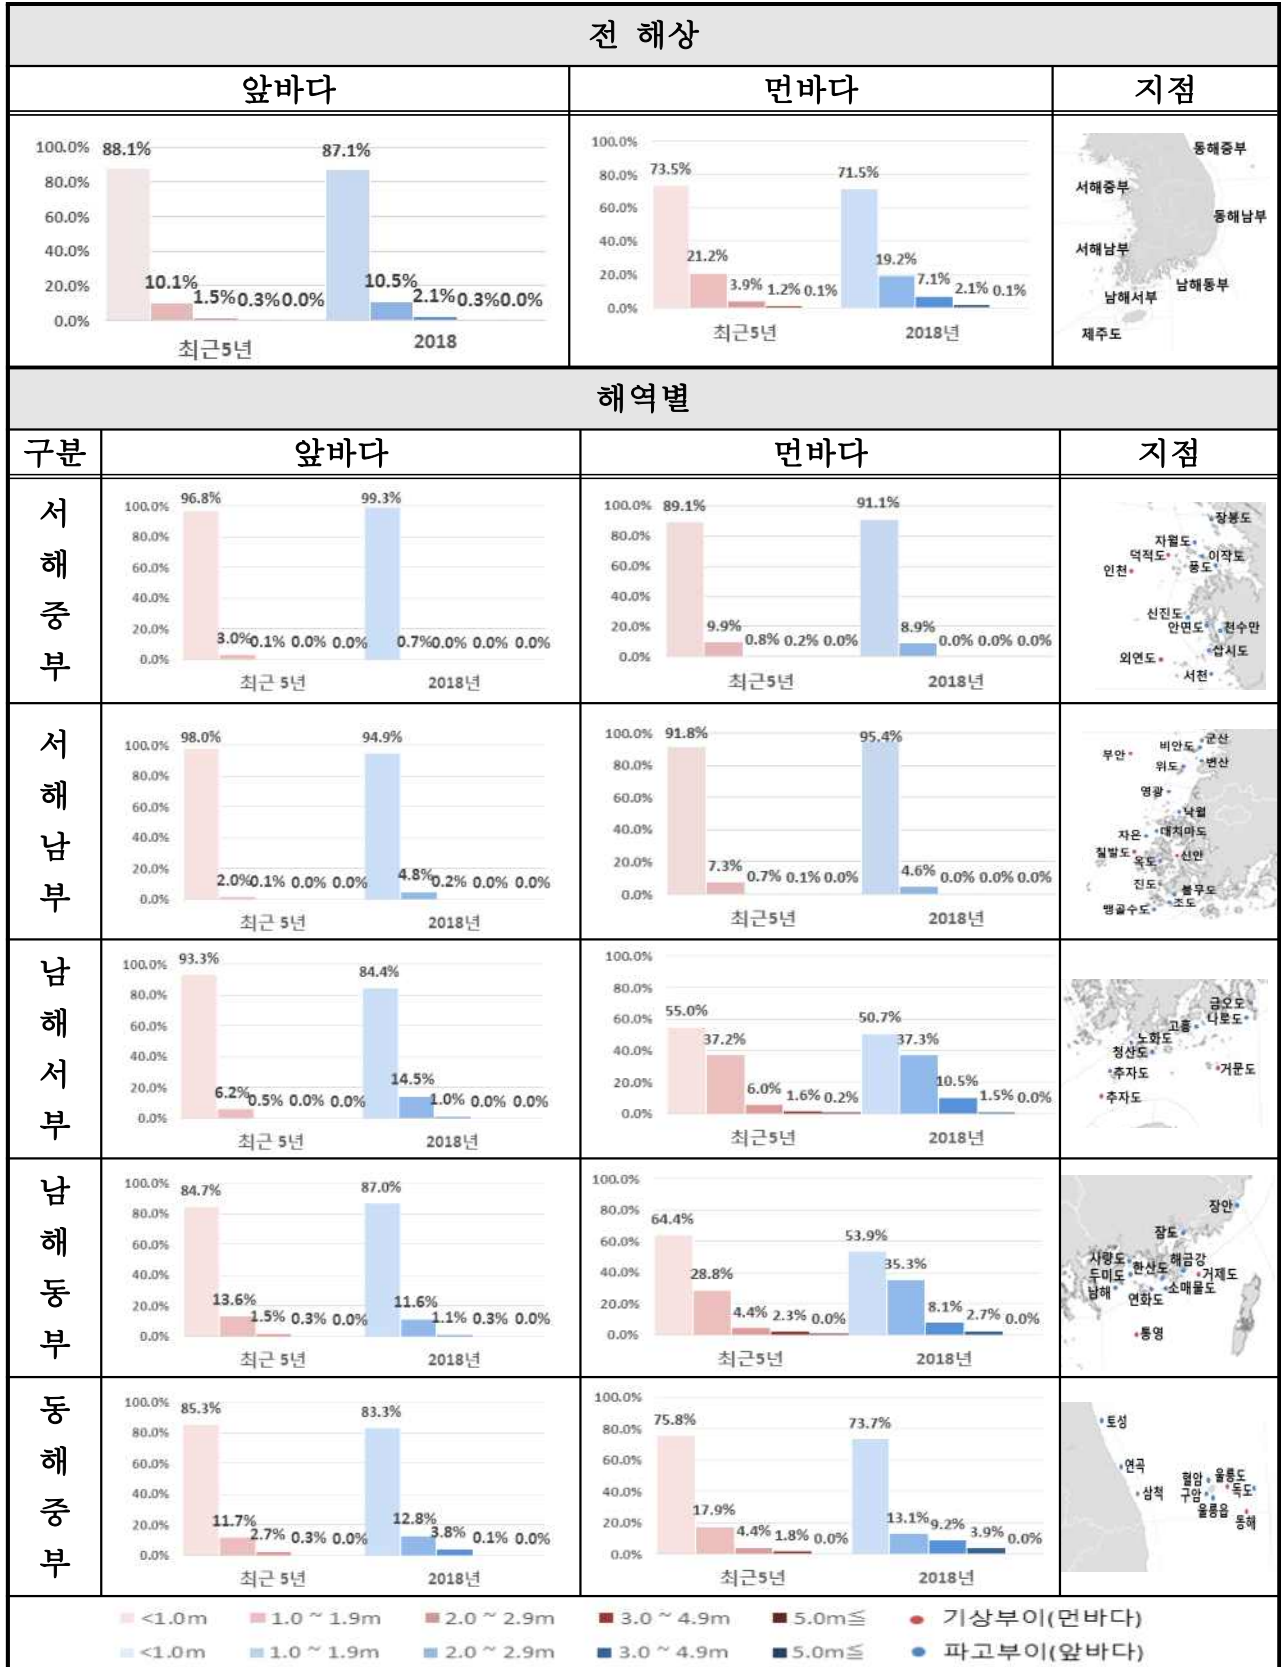 전 해상
앞바다 먼바다 지점
100.0%
80.0%
60.0%
40.0%
20.0%
0.0%
88.1% 10.1% 1.5% 0.3% 0.0%
87.1% 10.5% 2.1% 0.3% 0.0%
최근5년 2018
100.0%
80.0%
60.0%
40.0%
20.0%
0.0%
73.5% 21.2% 3.9% 1.2% 0.1%
71.5% 19.2% 7.1% 2.1% 0.1%
최근5년 2018년
동해중부
서해중부
동해남부
서해남부
남해동부
남해서부
제주도
해역별
구분 앞바다 먼바다 지점
서해중부
100.0%
80.0%
60.0%
40.0%
20.0%
0.0%
96.8% 3.0% 0.1% 0.0% 0.0%
99.3% 0.7% 0.0% 0.0% 0.0%
최근 5년 2018년
100.0%
80.0%
60.0%
40.0%
20.0%
0.0%
89.1% 9.9% 0.8% 0.2% 0.0%
91.1% 8.9% 0.0% 0.0% 0.0%
최근5년 2018년
장봉도
자월도
덕적도 이작도
인천 풍도
신진도
안면도 천수만
외연도 삽시도
서천
서해남부
100.0%
80.0%
60.0%
40.0%
20.0%
0.0%
98.0% 2.0% 0.1% 0.0% 0.0%
94.9% 4.8% 0.2% 0.0% 0.0%
최근 5년 2018년
100.0%
80.0%
60.0%
40.0%
20.0%
0.0%
91.8% 7.3% 0.7% 0.1% 0.0%
95.4% 4.6% 0.0% 0.0% 0.0%
최근5년 2018년
군산
부안 비안도
위도 변산
영광
낙월
자은 대치마도
칠발도 옥도 신안
진도 불무도
맹골수도 조도
남해서부
100.0%
80.0%
60.0%
40.0%
20.0%
0.0%
93.3% 6.2% 0.5% 0.0% 0.0%
84.4% 14.5% 1.0% 0.0% 0.0%
최근 5년 2018년
100.0%
80.0%
60.0%
40.0%
20.0%
0.0%
55.0% 37.2% 6.0% 1.6% 0.2%
50.7% 37.3% 10.5% 1.5% 0.0%
최근5년 2018년
금오도
고흥 나로도
노화도
청산도
추자도 거문도
추자도
남해동부
100.0%
80.0%
60.0%
40.0%
20.0%
0.0%
84.7% 13.6% 1.5% 0.3% 0.0%
87.0% 11.6% 1.1% 0.3% 0.0%
최근 5년 2018년
100.0%
80.0%
60.0%
40.0%
20.0%
0.0%
64.4% 28.8% 4.4% 2.3% 0.0%
53.9% 35.3% 8.1% 2.7% 0.0%
최근5년 2018년
장안
잠도
사량도 한산도 해금강
두미도 거제도
남해 연화도 소매물도
통영
동해중부
100.0%
80.0%
60.0%
40.0%
20.0%
0.0%
85.3% 11.7% 2.7% 0.3% 0.0%
83.3% 12.8% 3.8% 0.1% 0.0%
최근 5년 2018년
100.0%
80.0%
60.0%
40.0%
20.0%
0.0%
75.8% 17.9% 4.4% 1.8% 0.0%
73.7% 13.1% 9.2% 3.9% 0.0%
최근5년 2018년
토성
연곡
혈암 울릉도
삼척 구암 독도
울릉읍
동해
<1.0m 1.0 ~ 1.9m 2.0 ~ 2.9m 3.0 ~ 4.9m 5.0m≦ 기상부이(먼바다)
<1.0m 1.0 ~ 1.9m 2.0 ~ 2.9m 3.0 ~ 4.9m 5.0m≦ 파고부이(앞바다)